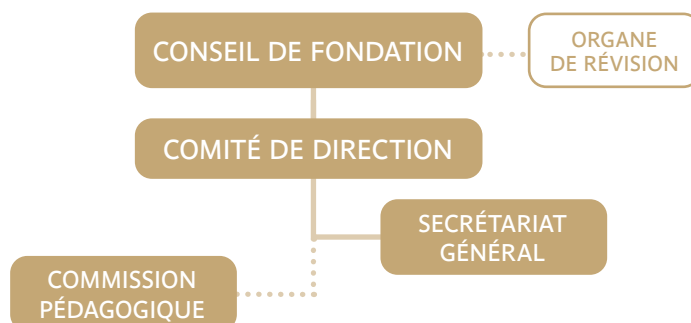 CONSEIL DE FONDATION
ORGANE
DE RÉVISION
COMITÉ DE DIRECTION
SECRÉTARIAT
GÉNÉRAL
COMMISSION
PÉDAGOGIQUE